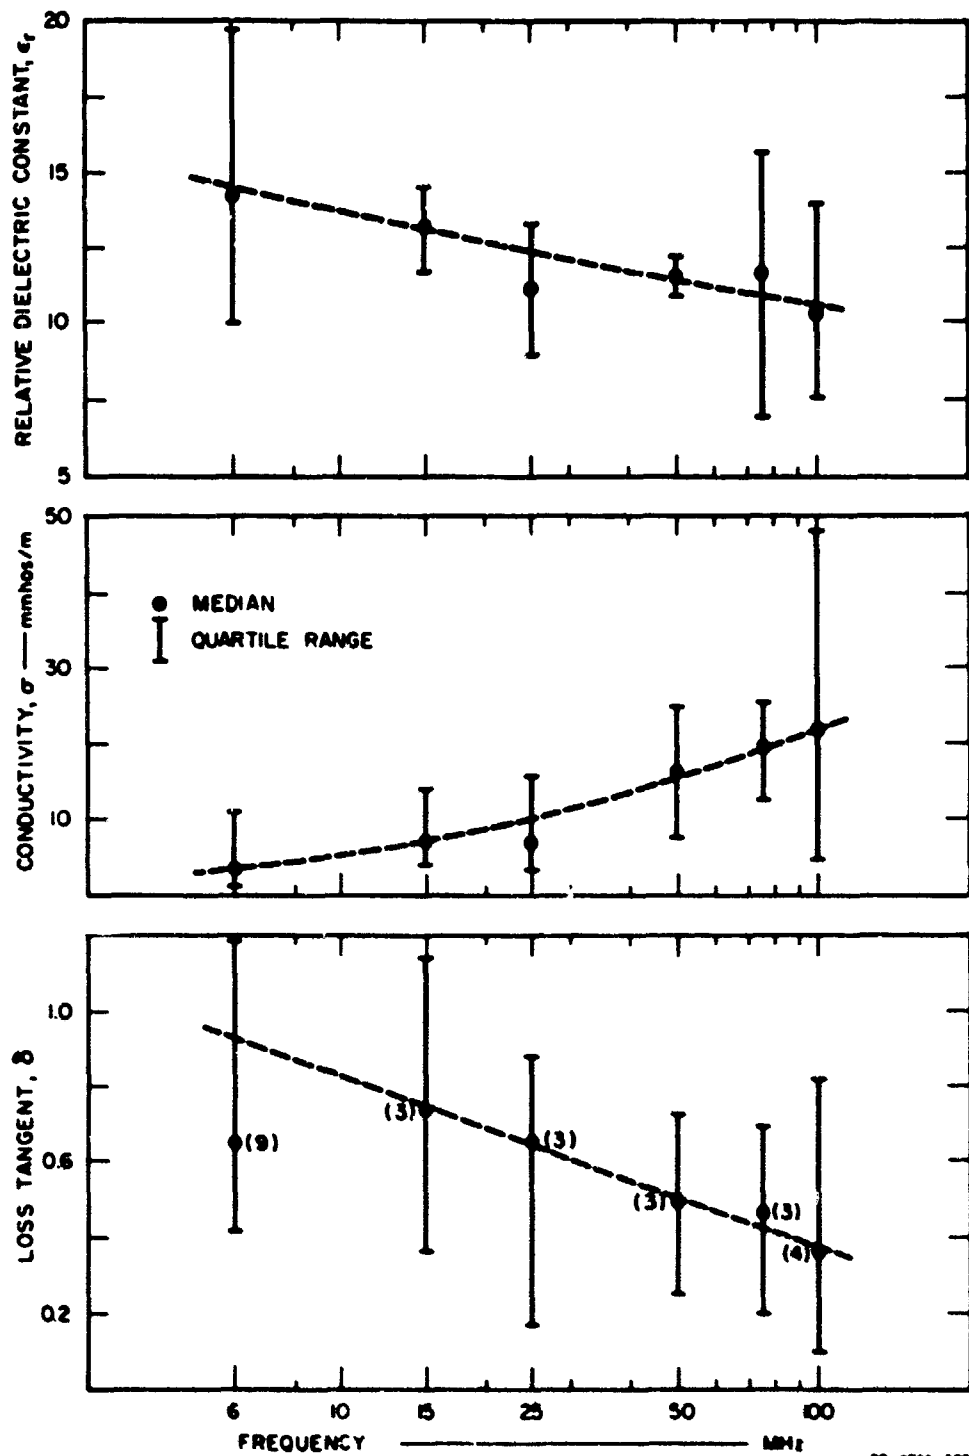 RELATIVE DIELECTRIC CONSTANT, ϵr
20
15
10
5
CONDUCTIVITY, σ — mmhos/m
50
30
10
● MEDIAN
QUARTILE RANGE
LOSS TANGENT, δ
1.0
0.6
0.2
(9)
(3)
(3)
(3)
(3)
(4)
6 10 15 25 50 100
FREQUENCY — MHz